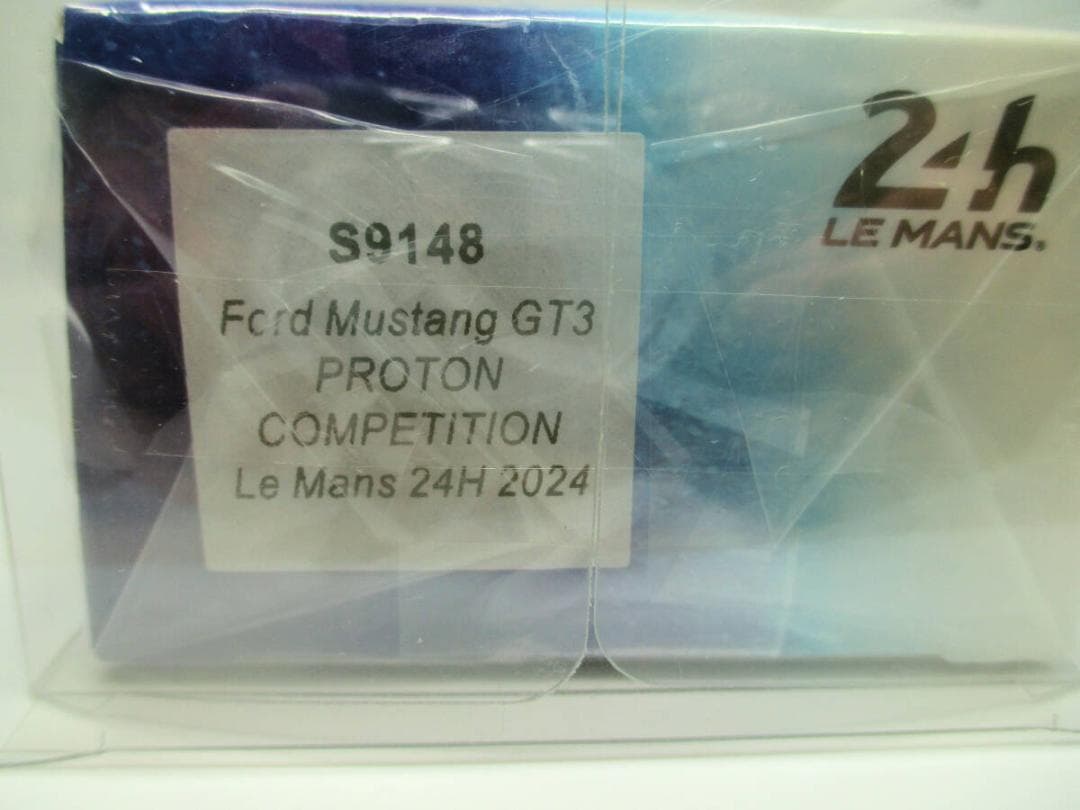 S9148
Ford Mustang GT3
PROTON
COMPETITION
Le Mans 24H 2024
24h
LE MANS®